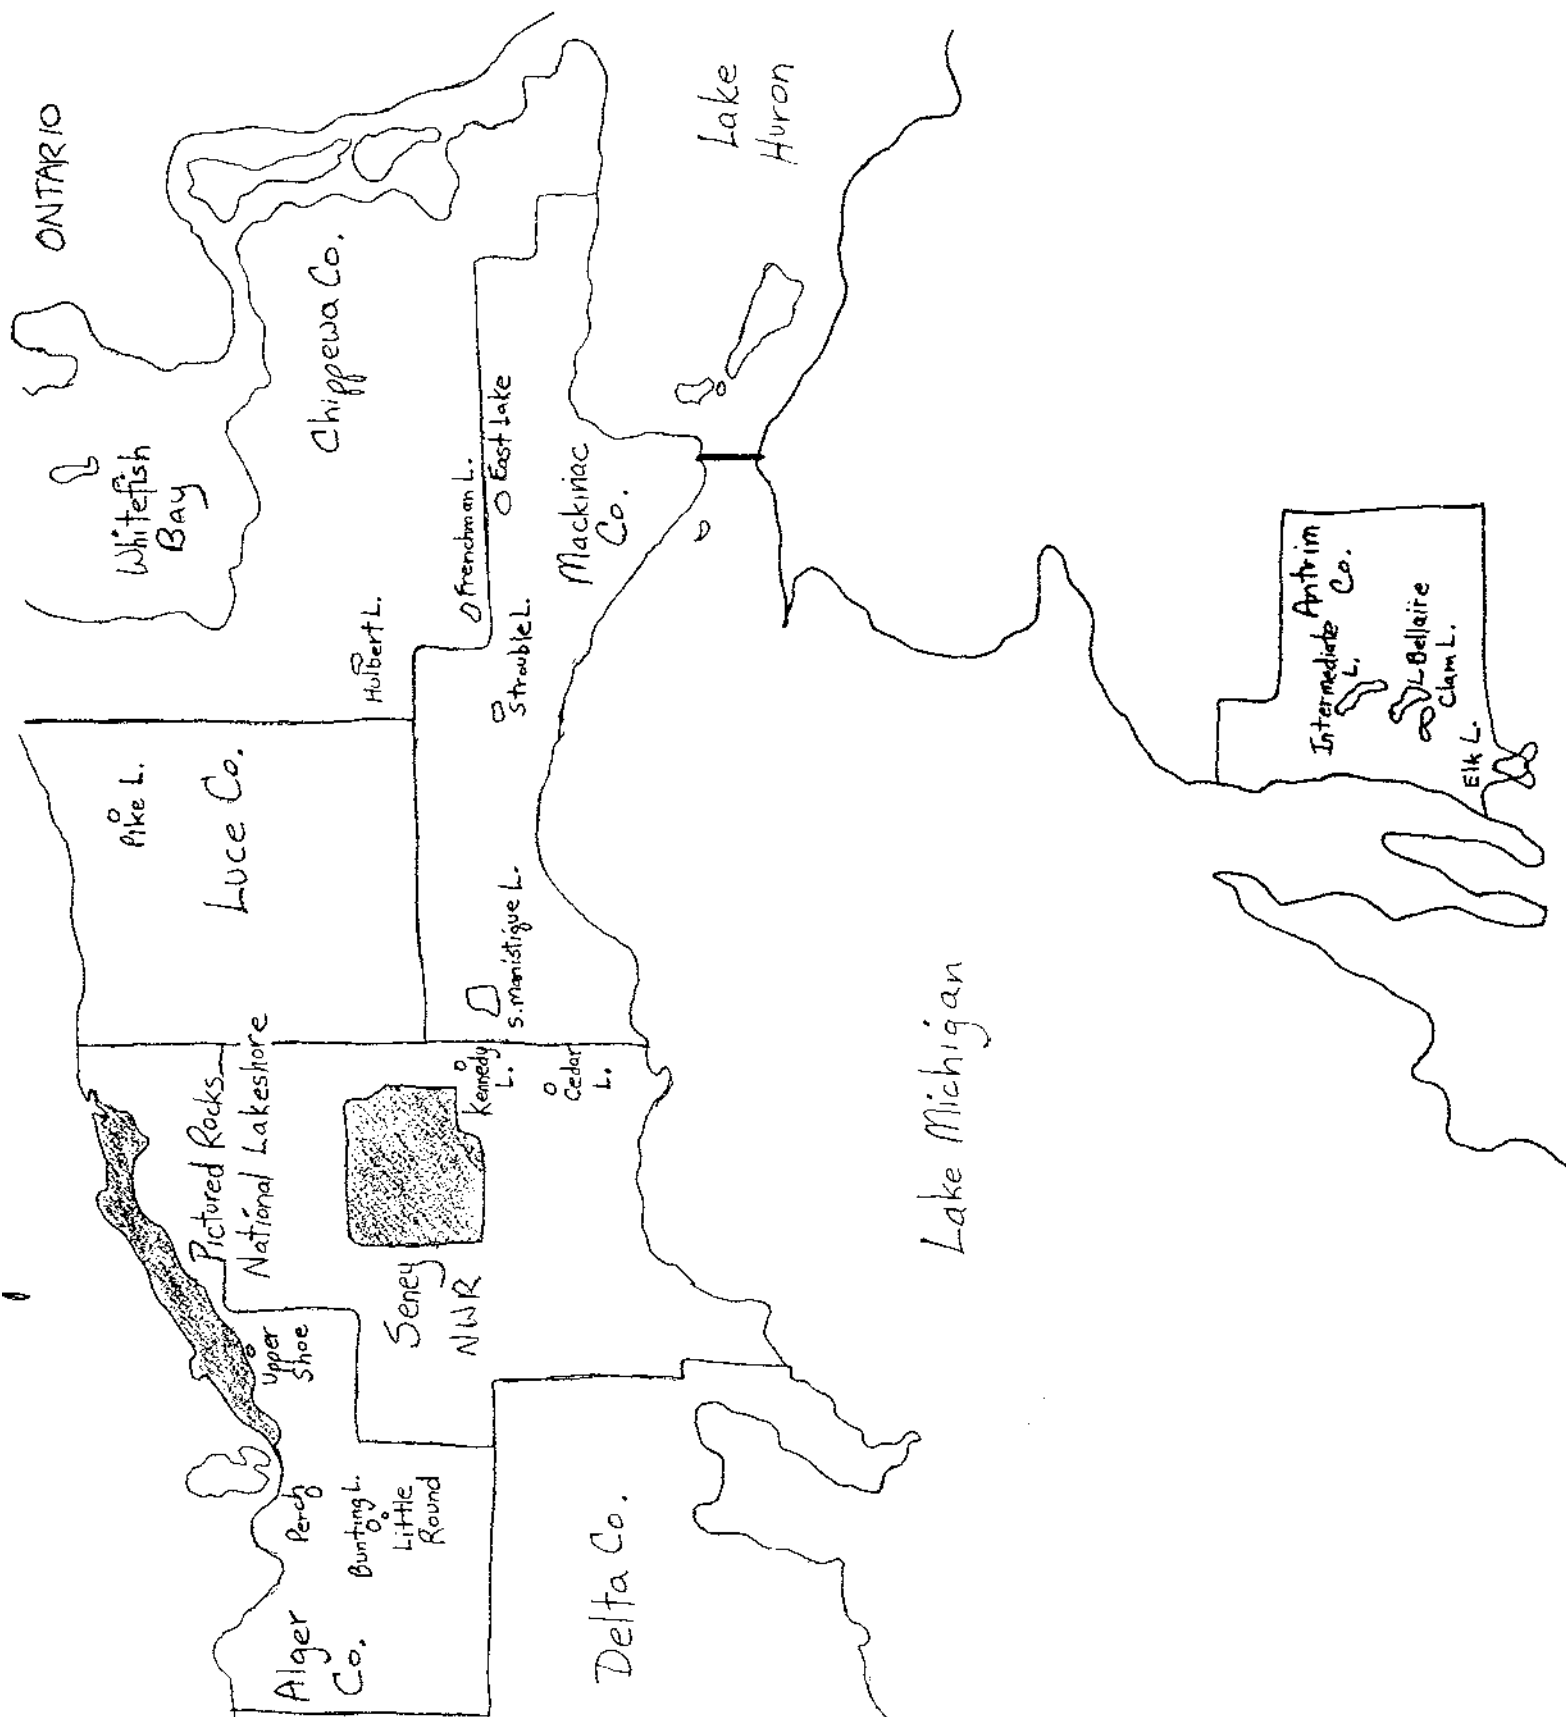 ONTARIO
Whitefish
Bay
Chippewa Co.
Lake
Huron
Pike L.
Luce Co.
Hulbert L.
Frenchman L.
East Lake
Strouble L.
Mackinac
Co.
S. Manistique L.
Pictured Rocks
National Lakeshore
Kennedy
L.
Cedar
L.
Seney
NWR
Upper
Shoe
Perch
Bunting L.
Little
Round
Alger
Co.
Delta Co.
Lake Michigan
Antrim
Co.
Intermediate
L.
L. Bellaire
Clam L.
Elk L.